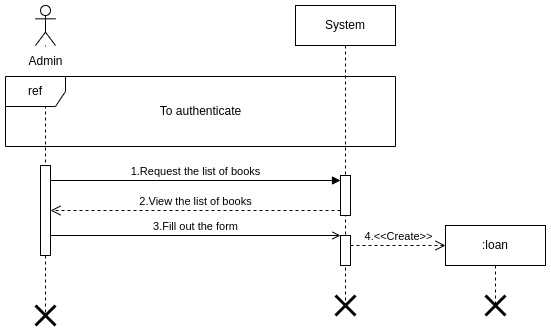 System
Admin
ref
To authenticate
1.Request the list of books
2.View the list of books
3.Fill out the form
4.<<Create>>
:loan